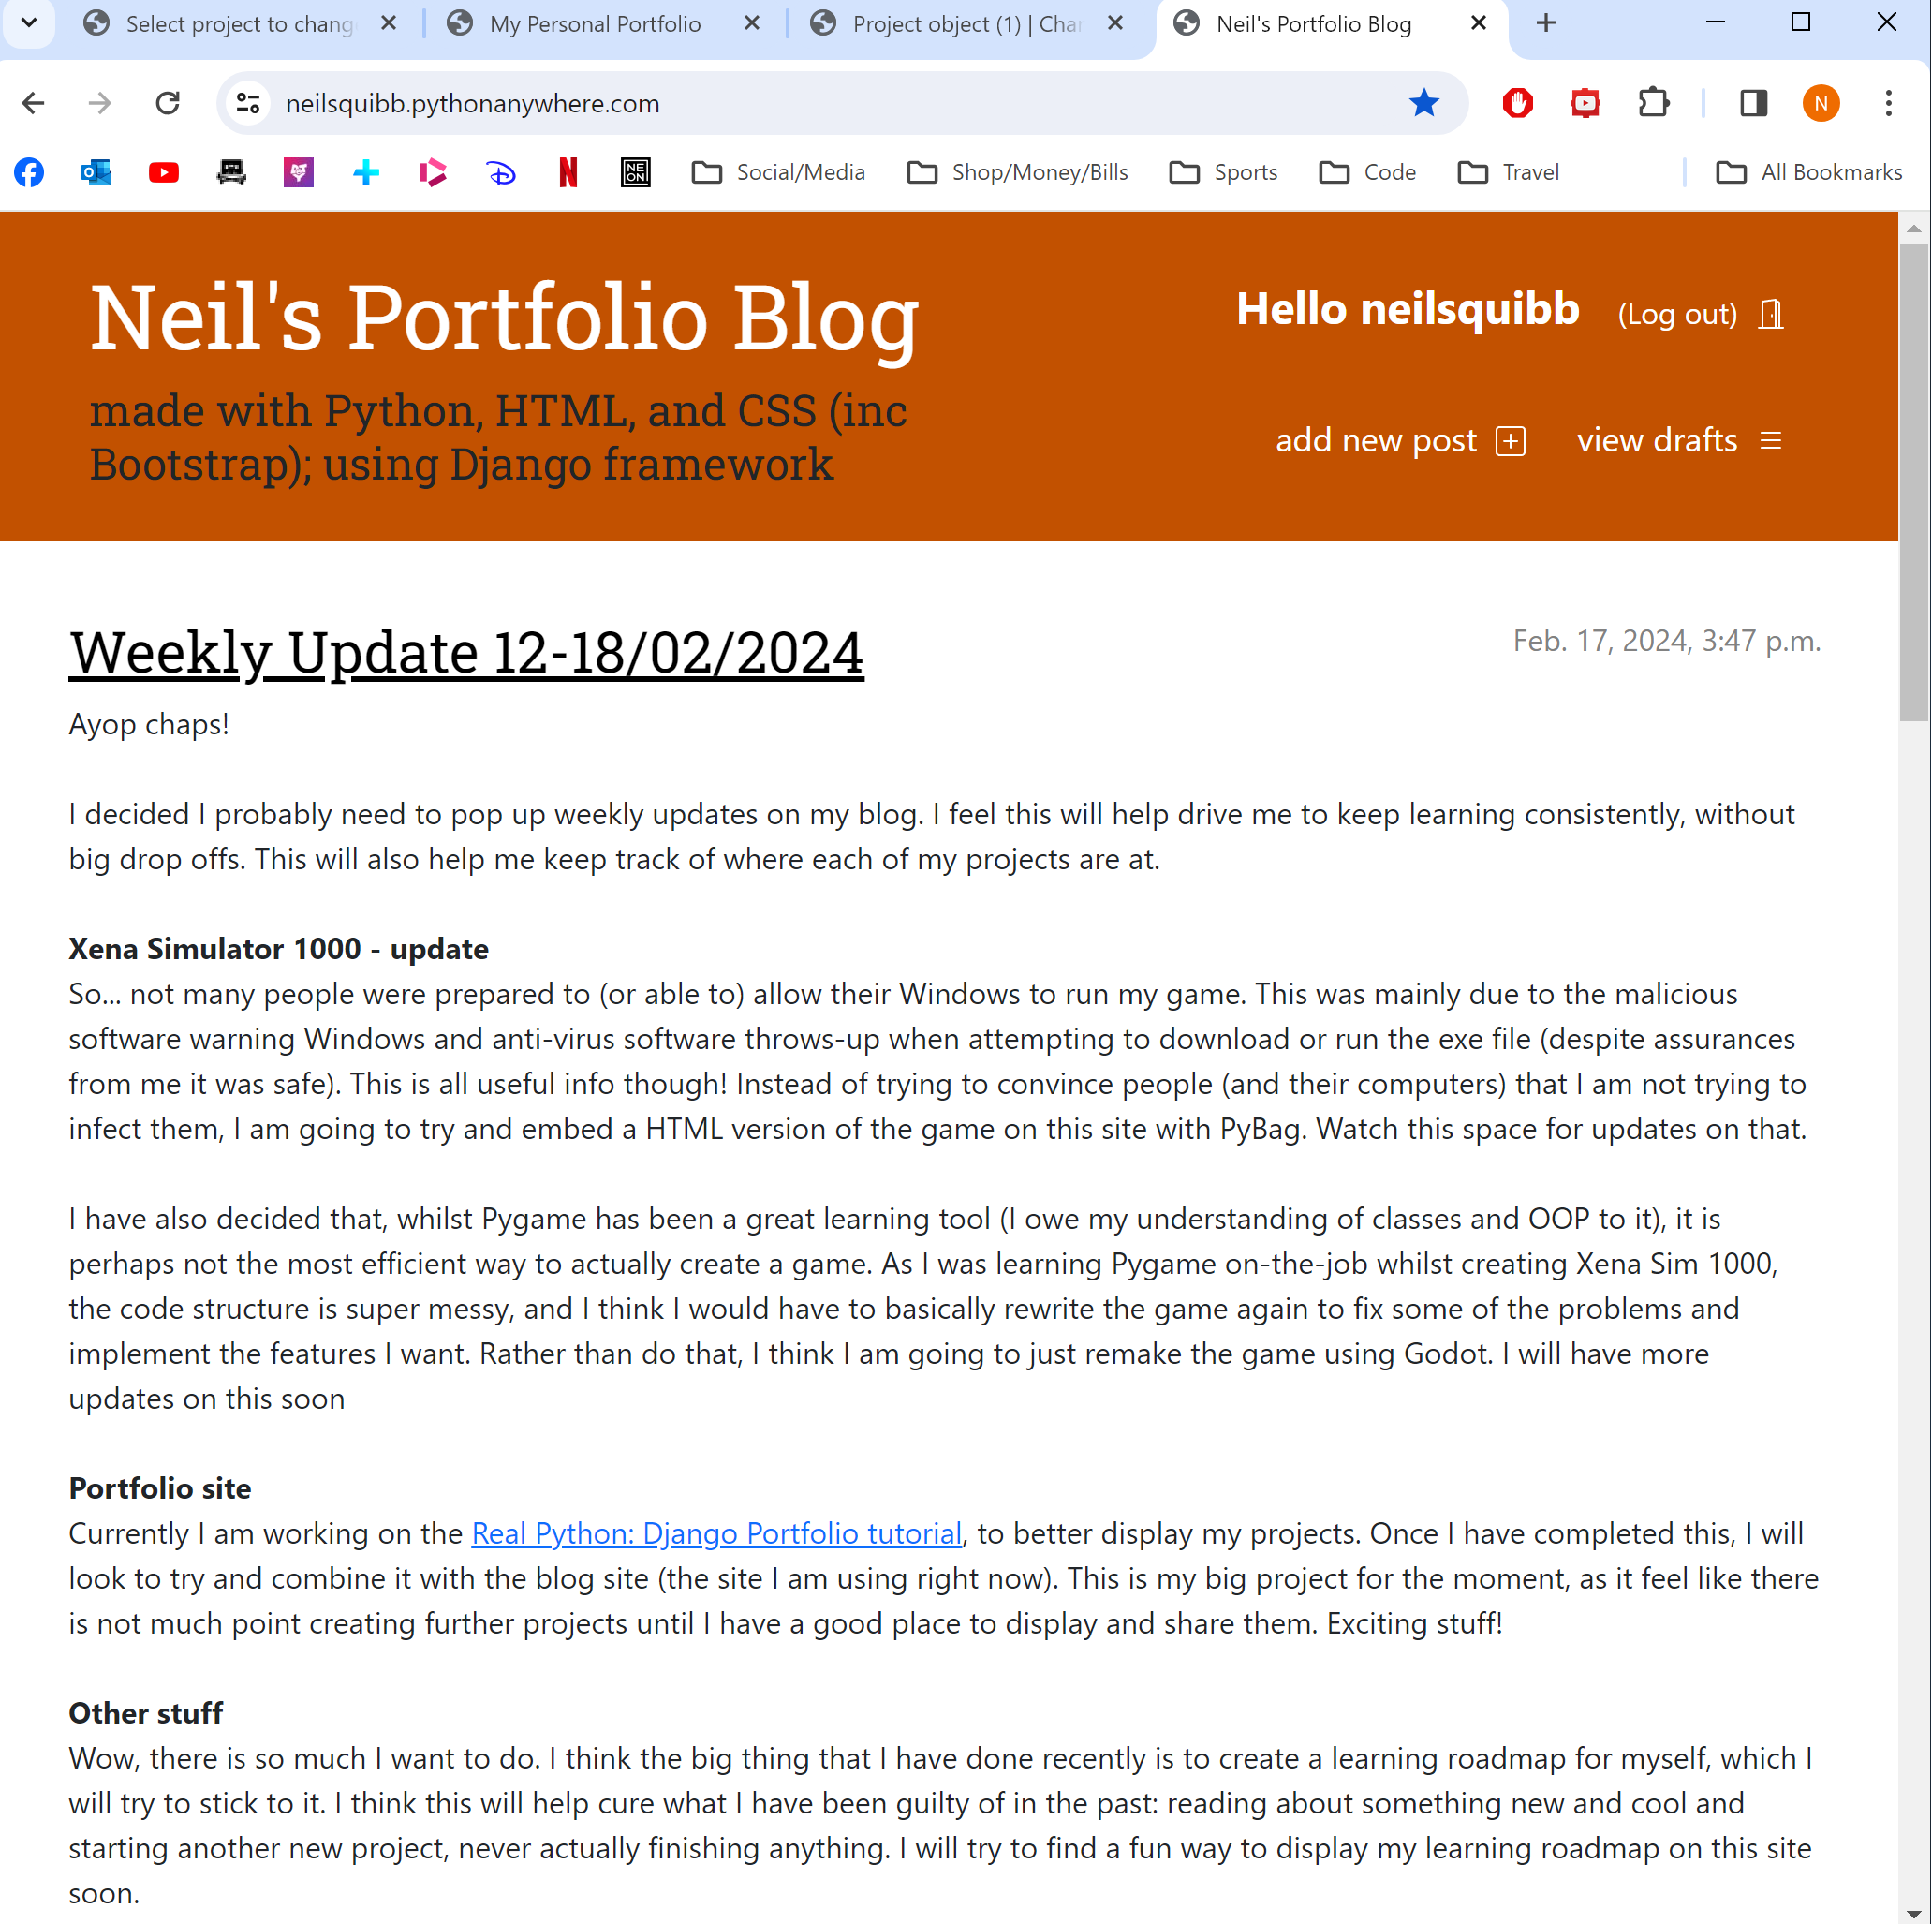 Select project to chang
My Personal Portfolio
Project object (1) | Char
Neil's Portfolio Blog
neilsquibb.pythonanywhere.com
N
NE
ON
Social/Media
Shop/Money/Bills
Sports
Code
Travel
All Bookmarks
Neil's Portfolio Blog
Hello neilsquibb (Log out)
made with Python, HTML, and CSS (inc
Bootstrap); using Django framework
add new post
view drafts
Weekly Update 12-18/02/2024
Feb. 17, 2024, 3:47 p.m.
Ayop chaps!
I decided I probably need to pop up weekly updates on my blog. I feel this will help drive me to keep learning consistently, without
big drop offs. This will also help me keep track of where each of my projects are at.
Xena Simulator 1000 - update
So... not many people were prepared to (or able to) allow their Windows to run my game. This was mainly due to the malicious
software warning Windows and anti-virus software throws-up when attempting to download or run the exe file (despite assurances
from me it was safe). This is all useful info though! Instead of trying to convince people (and their computers) that I am not trying to
infect them, I am going to try and embed a HTML version of the game on this site with PyBag. Watch this space for updates on that.
I have also decided that, whilst Pygame has been a great learning tool (I owe my understanding of classes and OOP to it), it is
perhaps not the most efficient way to actually create a game. As I was learning Pygame on-the-job whilst creating Xena Sim 1000,
the code structure is super messy, and I think I would have to basically rewrite the game again to fix some of the problems and
implement the features I want. Rather than do that, I think I am going to just remake the game using Godot. I will have more
updates on this soon
Portfolio site
Currently I am working on the Real Python: Django Portfolio tutorial, to better display my projects. Once I have completed this, I will
look to try and combine it with the blog site (the site I am using right now). This is my big project for the moment, as it feel like there
is not much point creating further projects until I have a good place to display and share them. Exciting stuff!
Other stuff
Wow, there is so much I want to do. I think the big thing that I have done recently is to create a learning roadmap for myself, which I
will try to stick to it. I think this will help cure what I have been guilty of in the past: reading about something new and cool and
starting another new project, never actually finishing anything. I will try to find a fun way to display my learning roadmap on this site
soon.